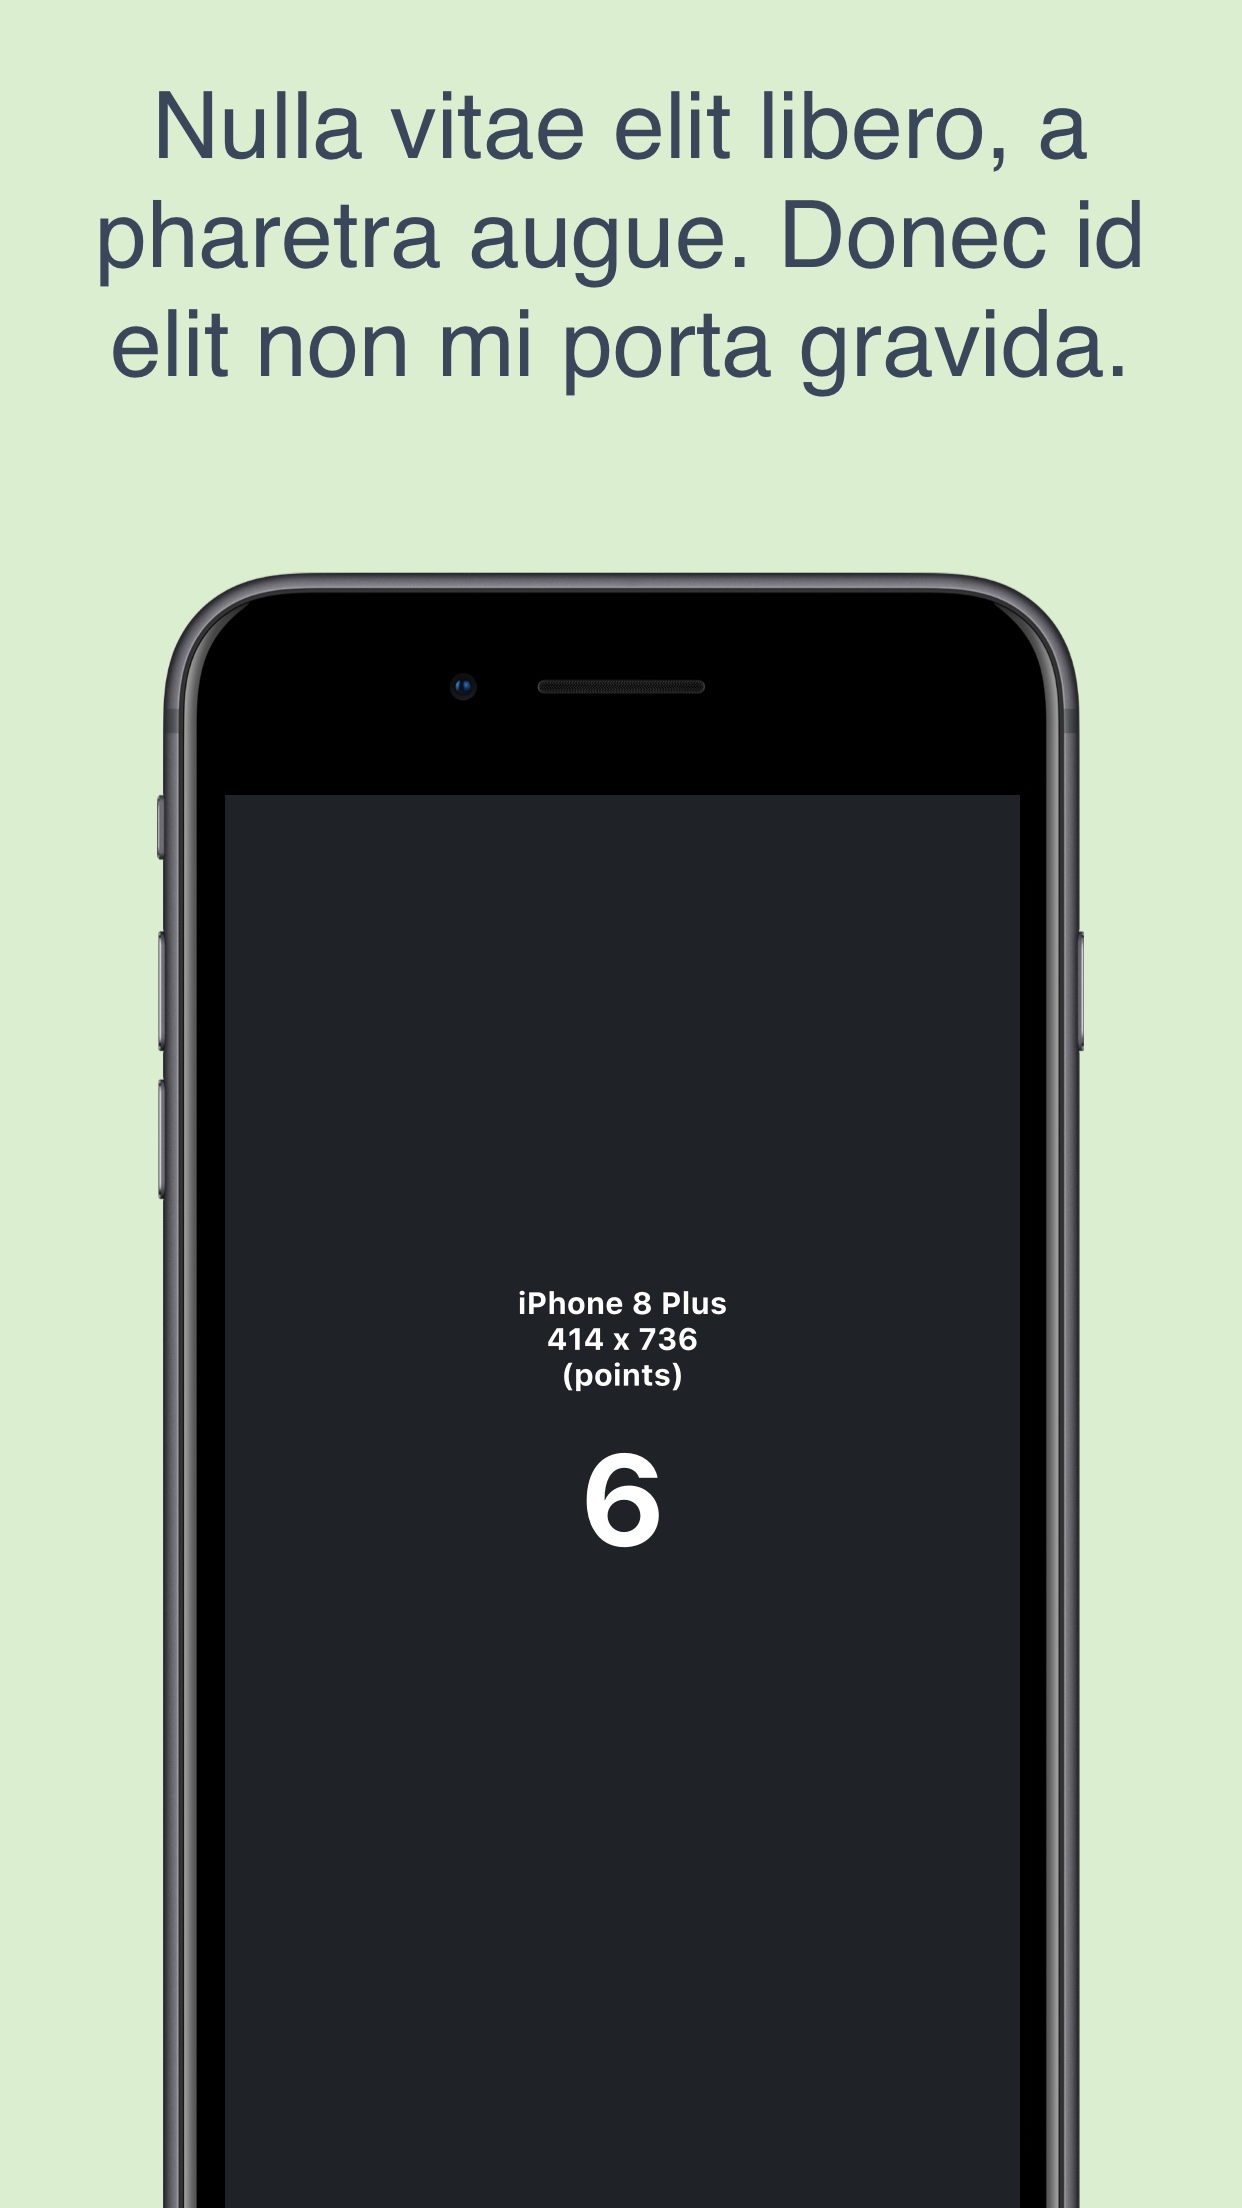 Nulla vitae elit libero, a
pharetra augue. Donec id
elit non mi porta gravida.
iPhone 8 Plus
414 x 736
(points)
6